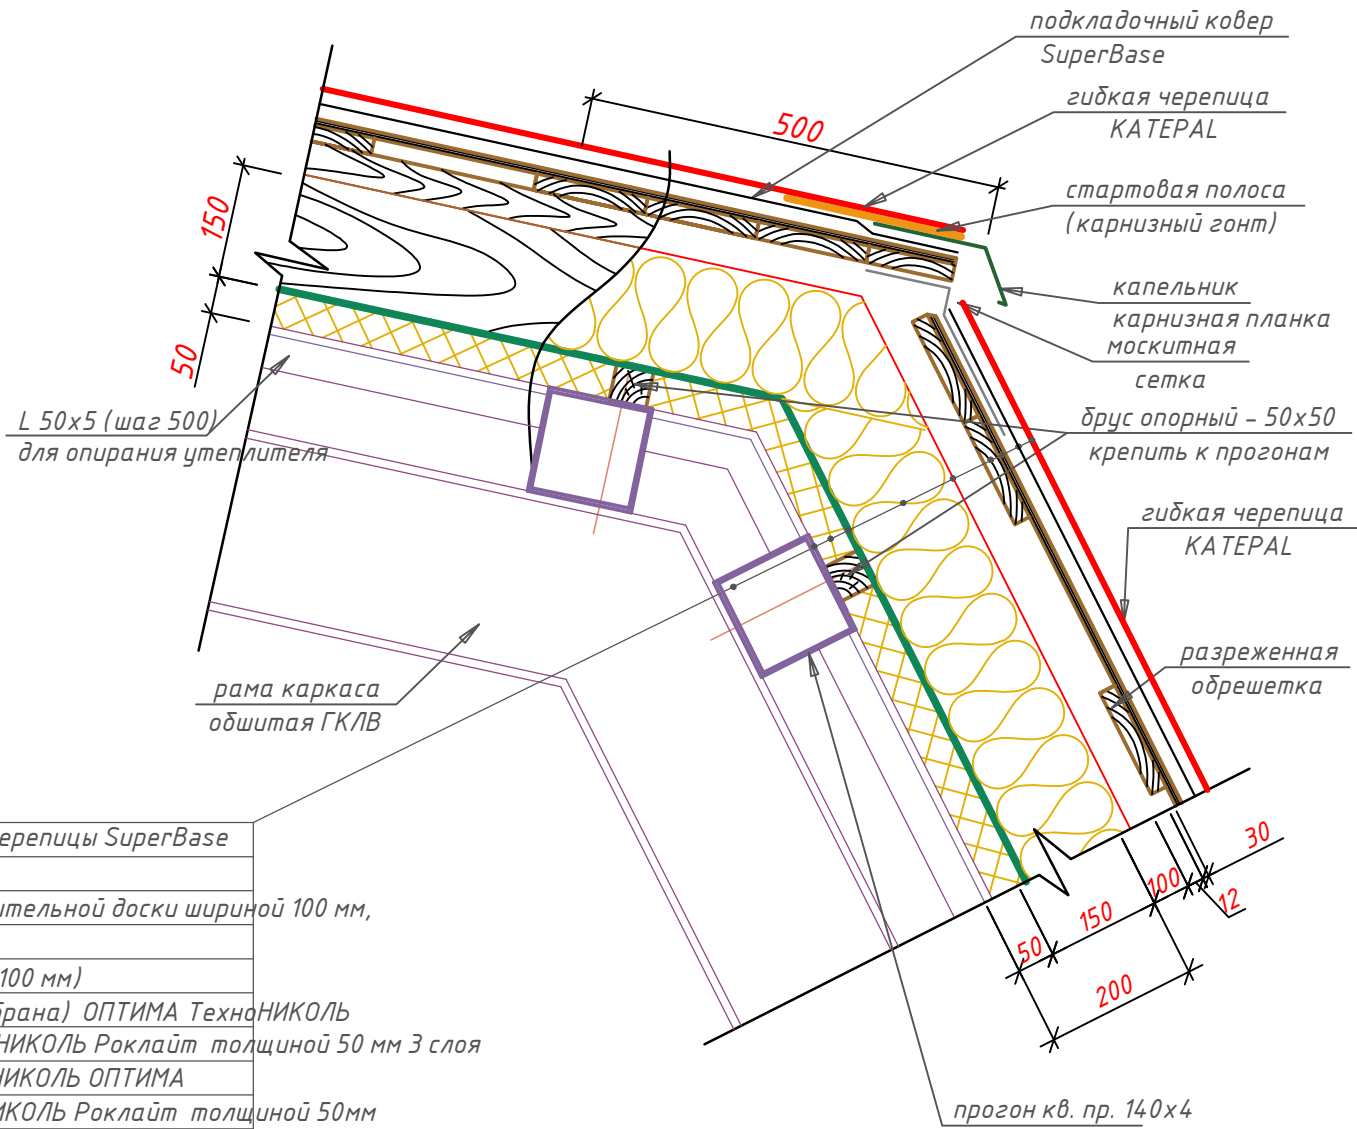 подкладочный ковер
SuperBase
гибкая черепица
KATEPAL
500
стартовая полоса
(карнизный гонт)
150
капельник
карнизная планка
москитная
сетка
50
L 50х5 (шаг 500)
для опирания утеплителя
брус опорный - 50х50
крепить к прогонам
гибкая черепица
KATEPAL
разреженная
обрешетка
рама каркаса
обшитая ГКЛВ
ерепицы SuperBase
ительной доски шириной 100 мм,
100 мм)
брана) ОПТИМА ТехноНИКОЛЬ
НИКОЛЬ Роклайт толщиной 50 мм 3 слоя
НИКОЛЬ ОПТИМА
ИКОЛЬ Роклайт толщиной 50мм
30
100
12
150
50
200
прогон кв. пр. 140х4